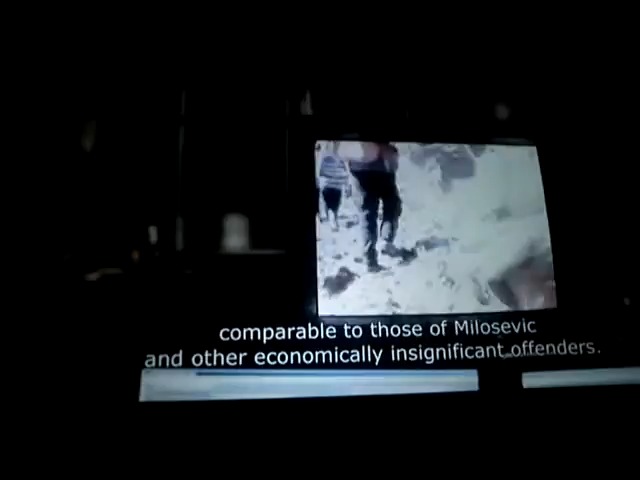 comparable to those of Milosevic
and other economically insignificant offenders.